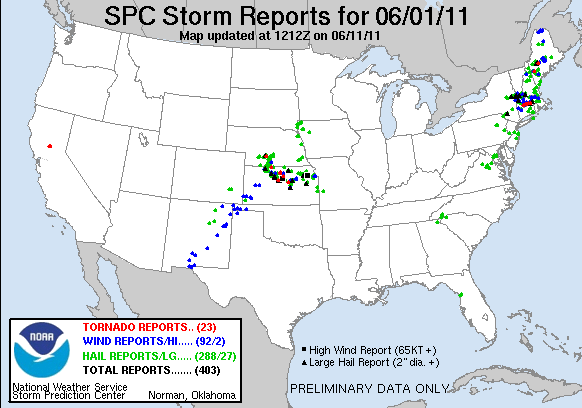 SPC Storm Reports for 06/01/11
Map updated at 1212Z on 06/11/11
NOAA
TORNADO REPORTS.. (23)
WIND REPORTS/HI..... (92/2)
HAIL REPORTS/LG..... (288/27)
TOTAL REPORTS....... (403)
National Weather Service
Storm Prediction Center Norman, Oklahoma
High Wind Report (65KT +)
Large Hail Report (2" dia. +)
PRELIMINARY DATA ONLY